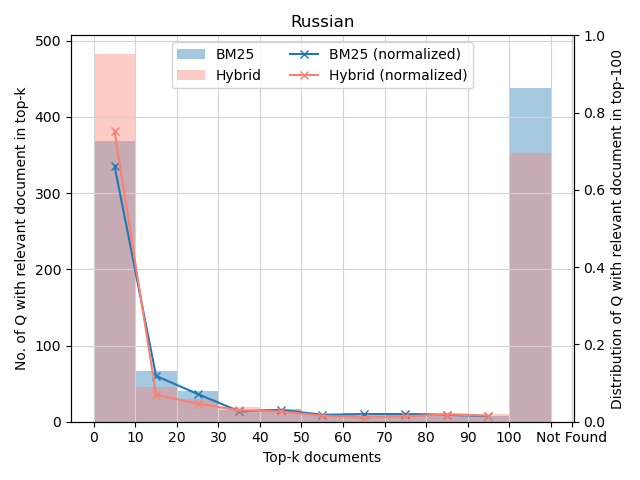 Russian
BM25
Hybrid
BM25 (normalized)
Hybrid (normalized)
No. of Q with relevant document in top-k
500
400
300
200
100
0
Distribution of Q with relevant document in top-100
1.0
0.8
0.6
0.4
0.2
0.0
0 10 20 30 40 50 60 70 80 90 100 Not Found
Top-k documents